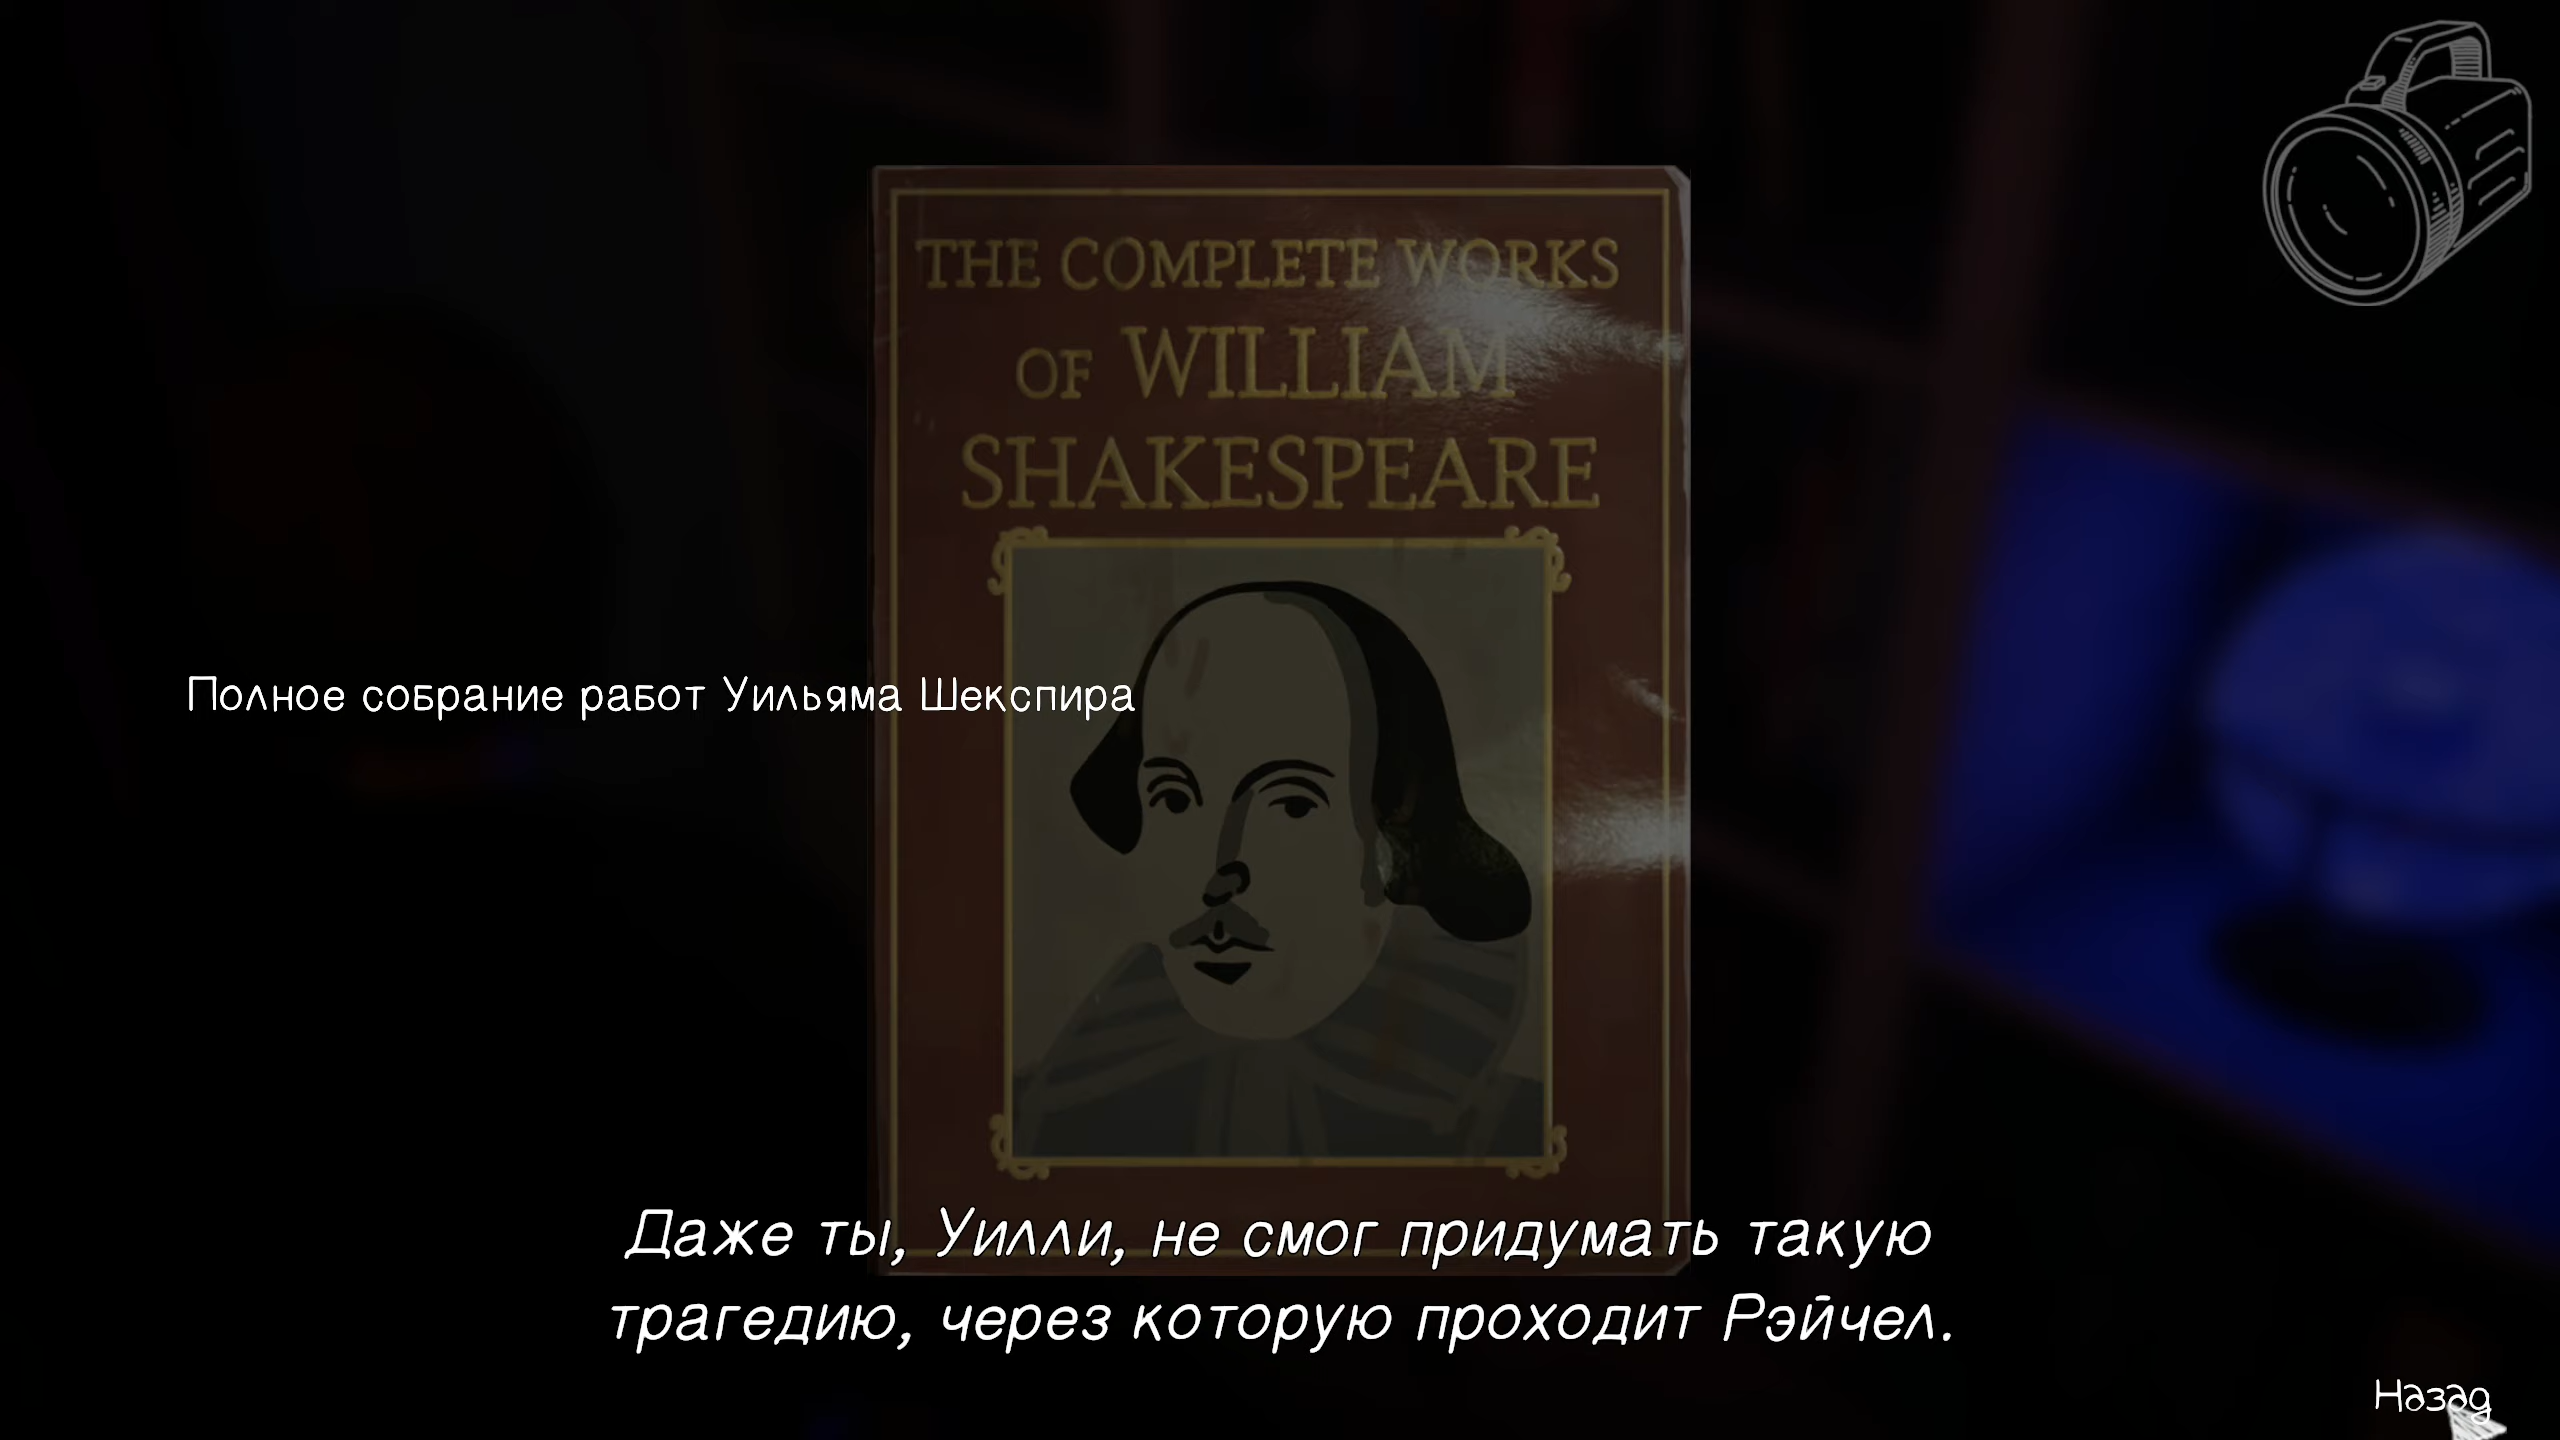 THE COMPLETE WORKS
OF WILLIAM
SHAKESPEARE
Полное собрание работ Уильяма Шекспира
Даже ты, Уилли, не смог придумать такую
трагедию, через которую проходит Рэйчел.
Назад